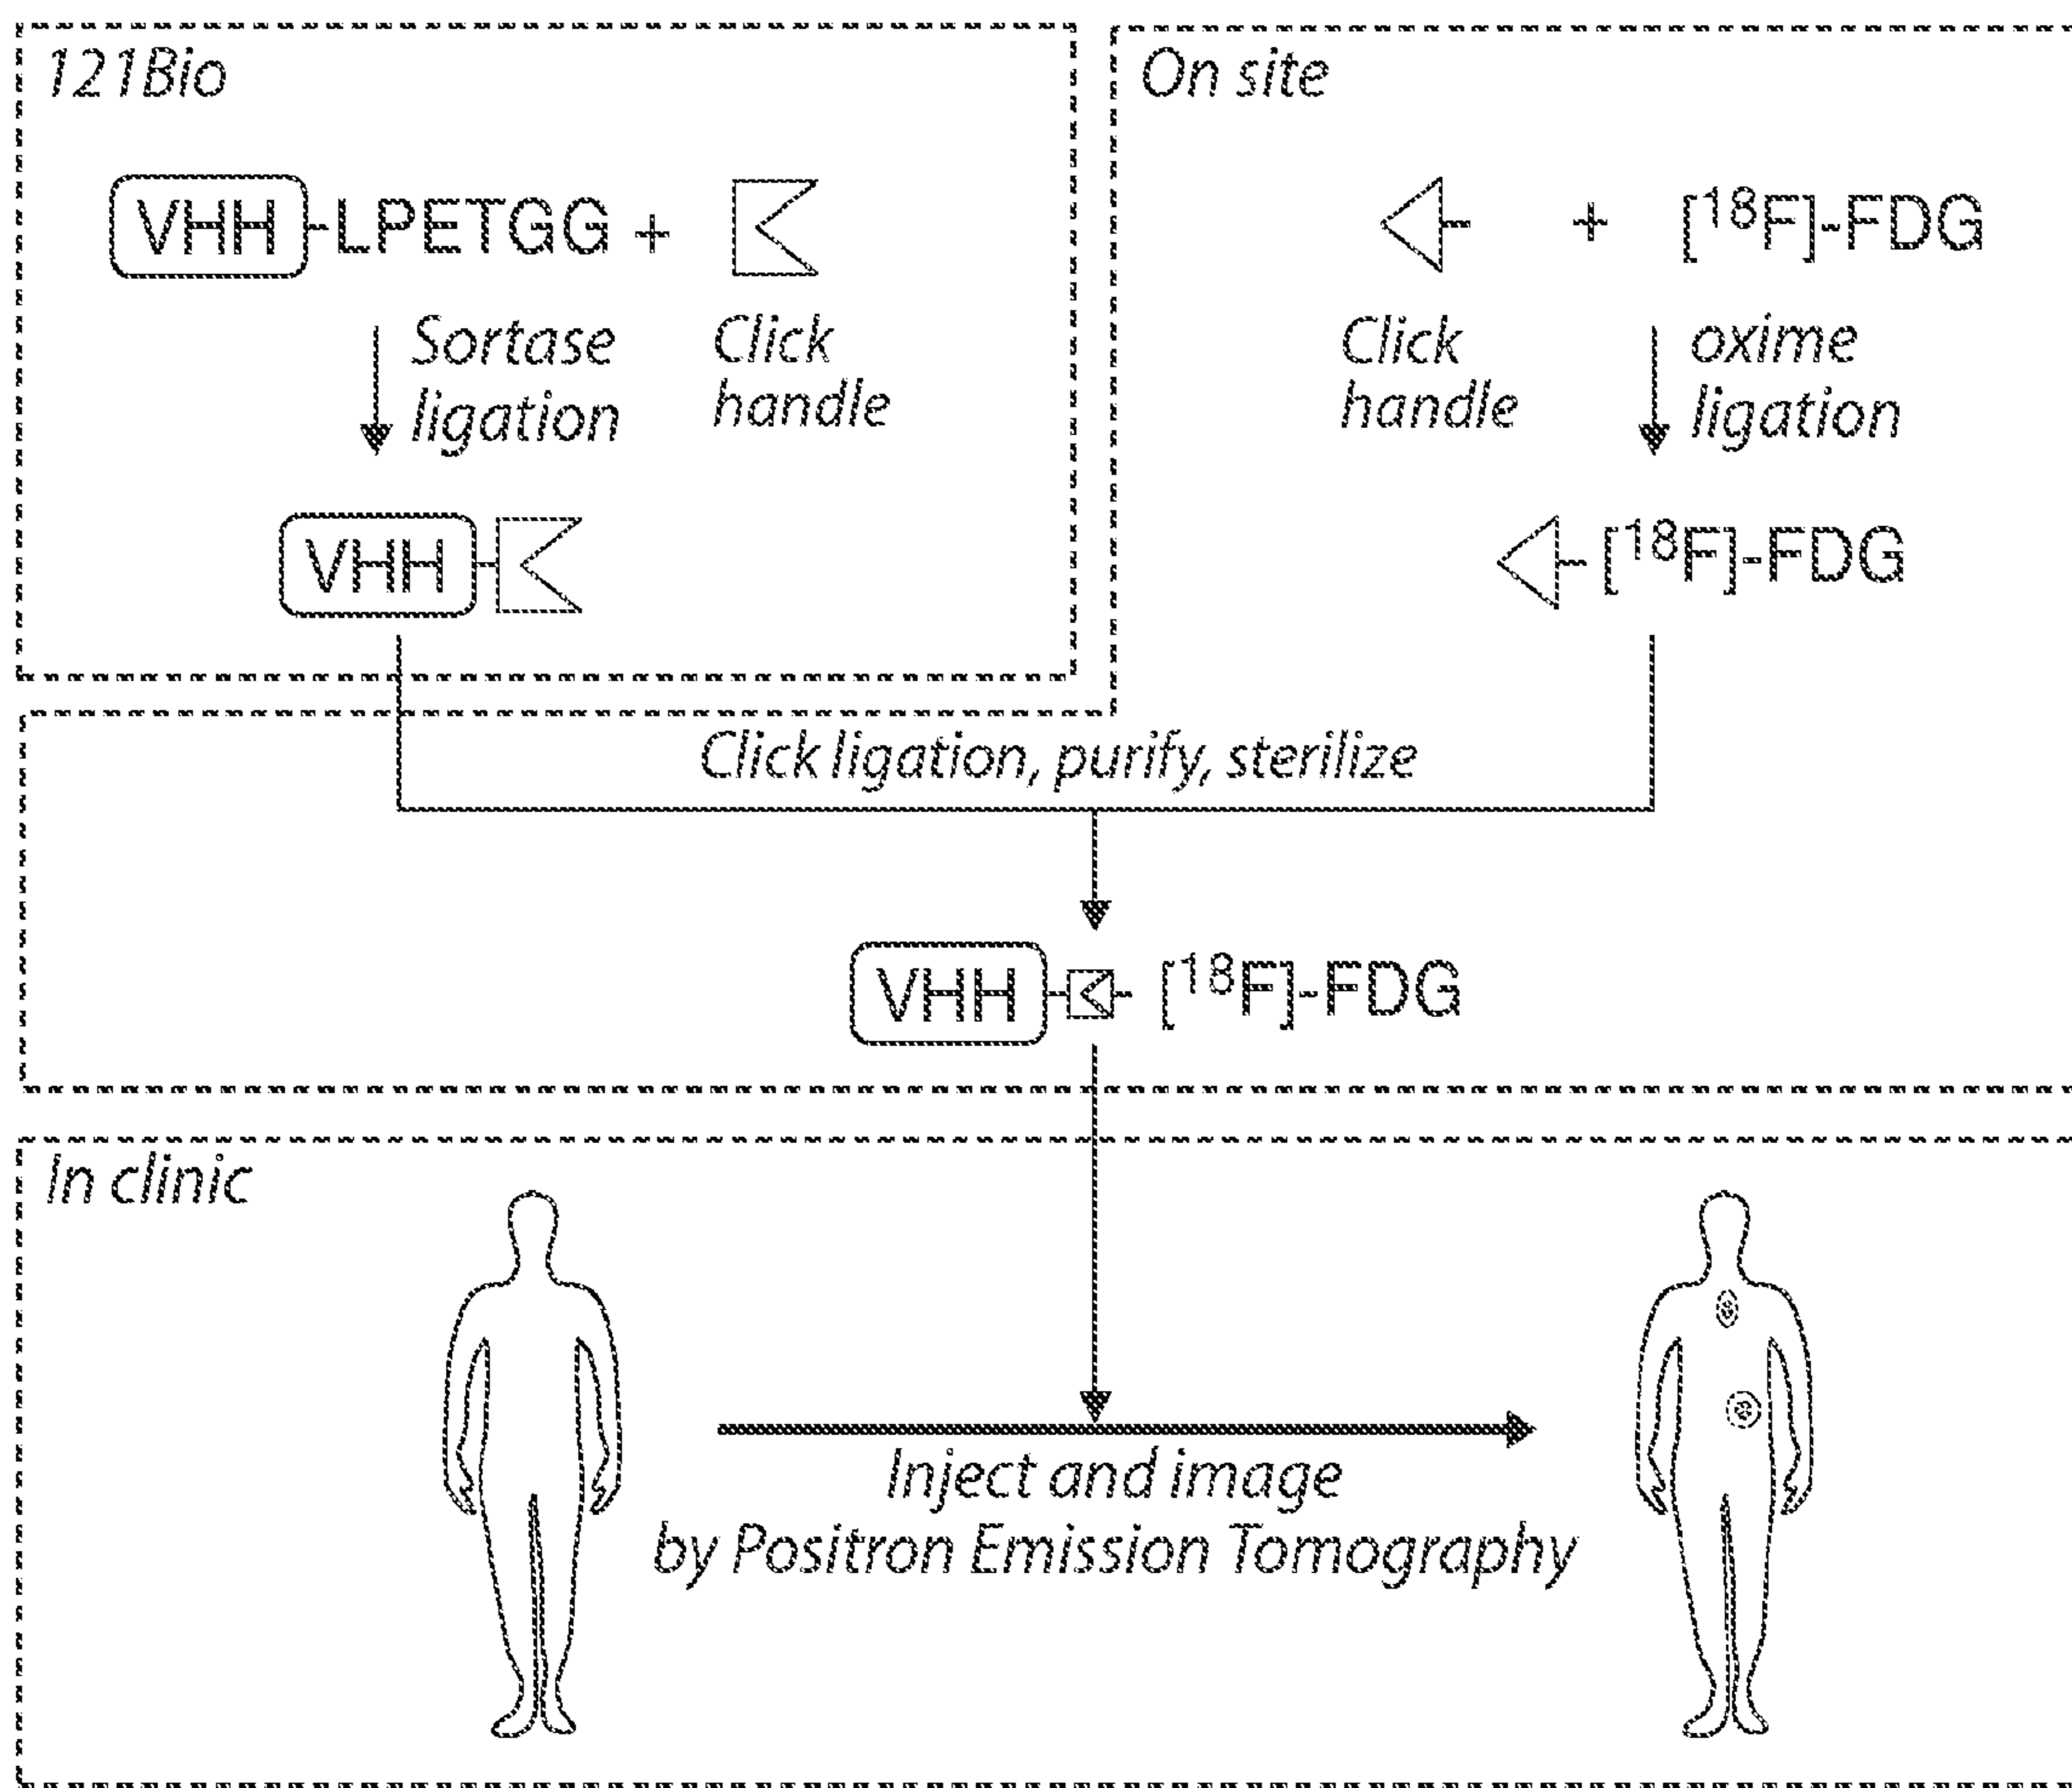 121Bio
VHH-LPETGG +
Sortase
ligation
Click
handle
VHH
On site
+ [18F]-FDG
Click
handle
oxime
ligation
[18F]-FDG
Click ligation, purify, sterilize
VHH [18F]-FDG
In clinic
Inject and image
by Positron Emission Tomography